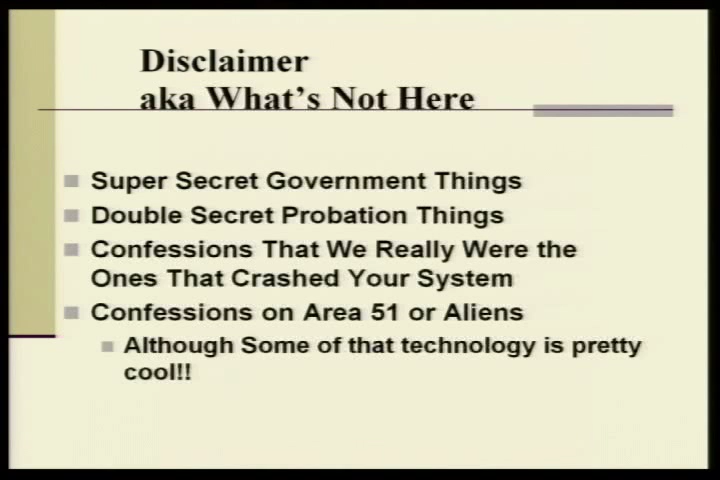 Disclaimer
aka What's Not Here
Super Secret Government Things
Double Secret Probation Things
Confessions That We Really Were the
Ones That Crashed Your System
Confessions on Area 51 or Aliens
Although Some of that technology is pretty
cool!!